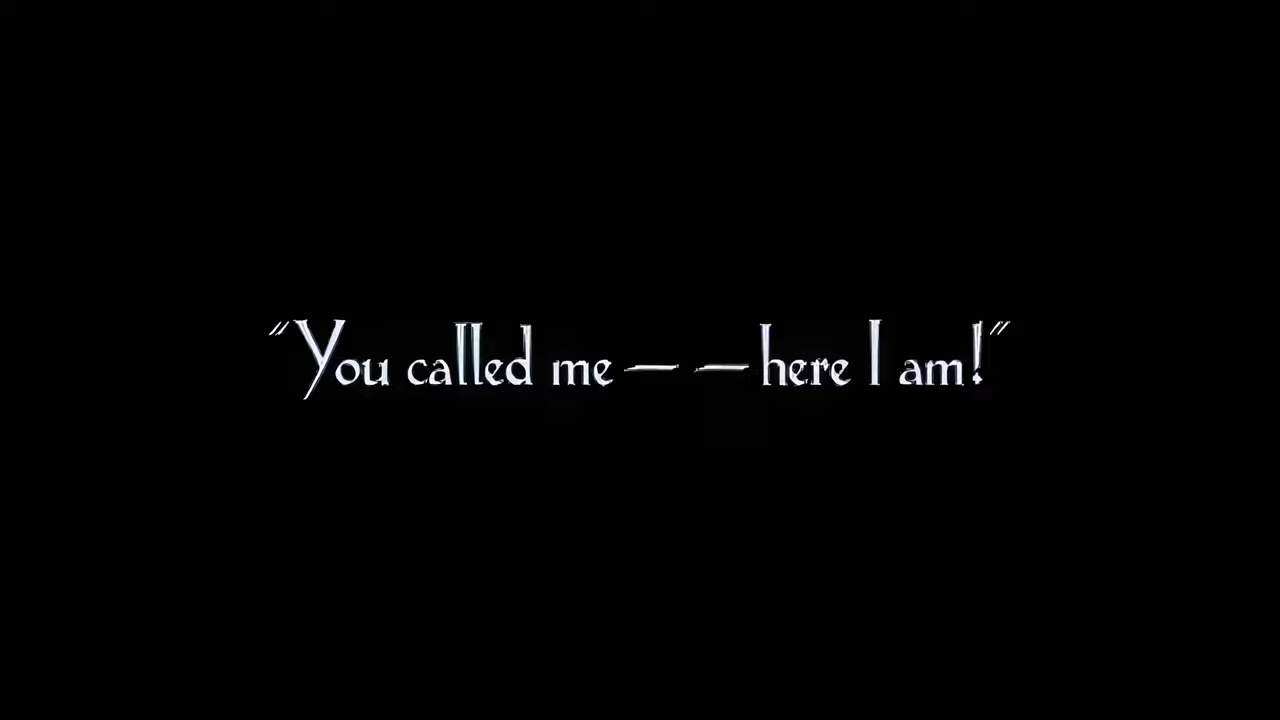 "You called me — — here I am!"